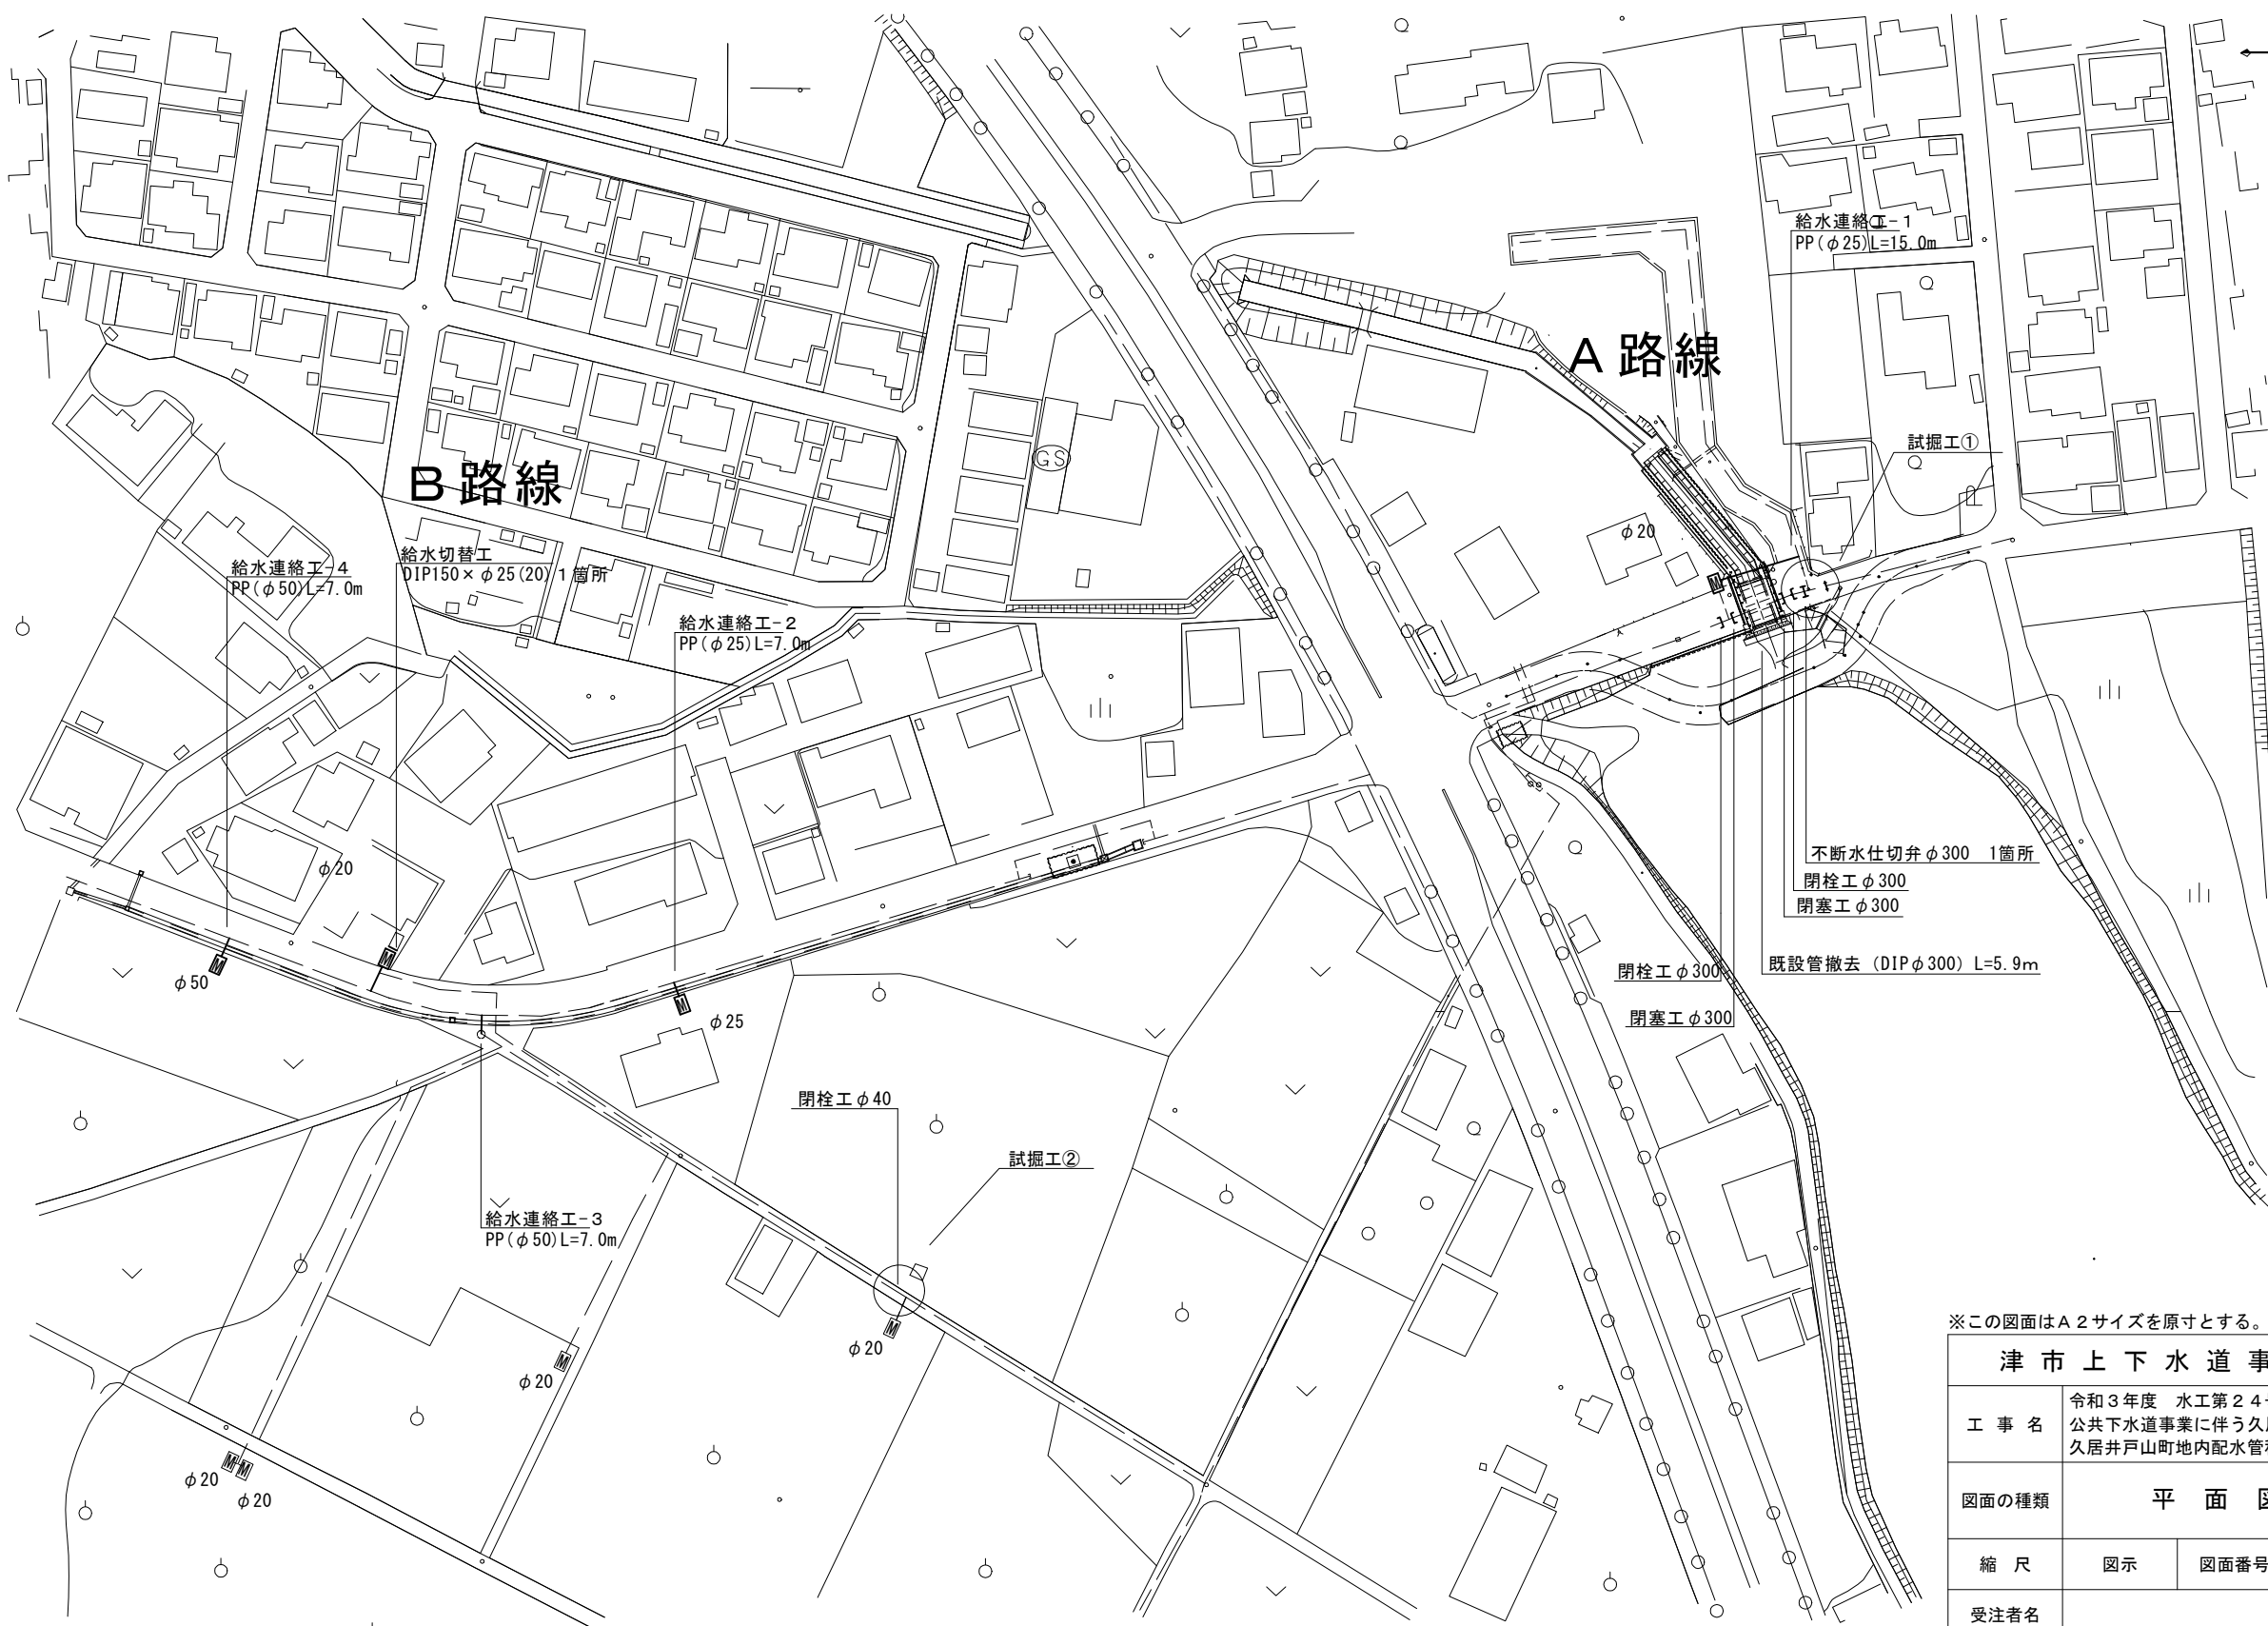 給水連絡工-1
PP(φ25)L=15.0m
A路線
試掘工①
GS
B路線
φ20
給水連絡工-4
PP(φ50)L=7.0m
給水切替工
DIP150×φ25(20) 1箇所
給水連絡工-2
PP(φ25)L=7.0m
M
φ20
不断水仕切弁φ300 1箇所
閉栓工φ300
閉塞工φ300
既設管撤去 (DIPφ300) L=5.9m
閉栓工φ300
閉塞工φ300
M
φ50
M
M
φ25
閉栓工φ40
試掘工②
給水連絡工-3
PP(φ50)L=7.0m
M
φ20
M
φ20
M M
φ20
φ20
※この図面はA2サイズを原寸とする。
津市上下水道事
工事名
令和3年度 水工第24
公共下水道事業に伴う久
久居井戸山町地内配水管
図面の種類
平面
縮尺
図示
図面番号
受注者名